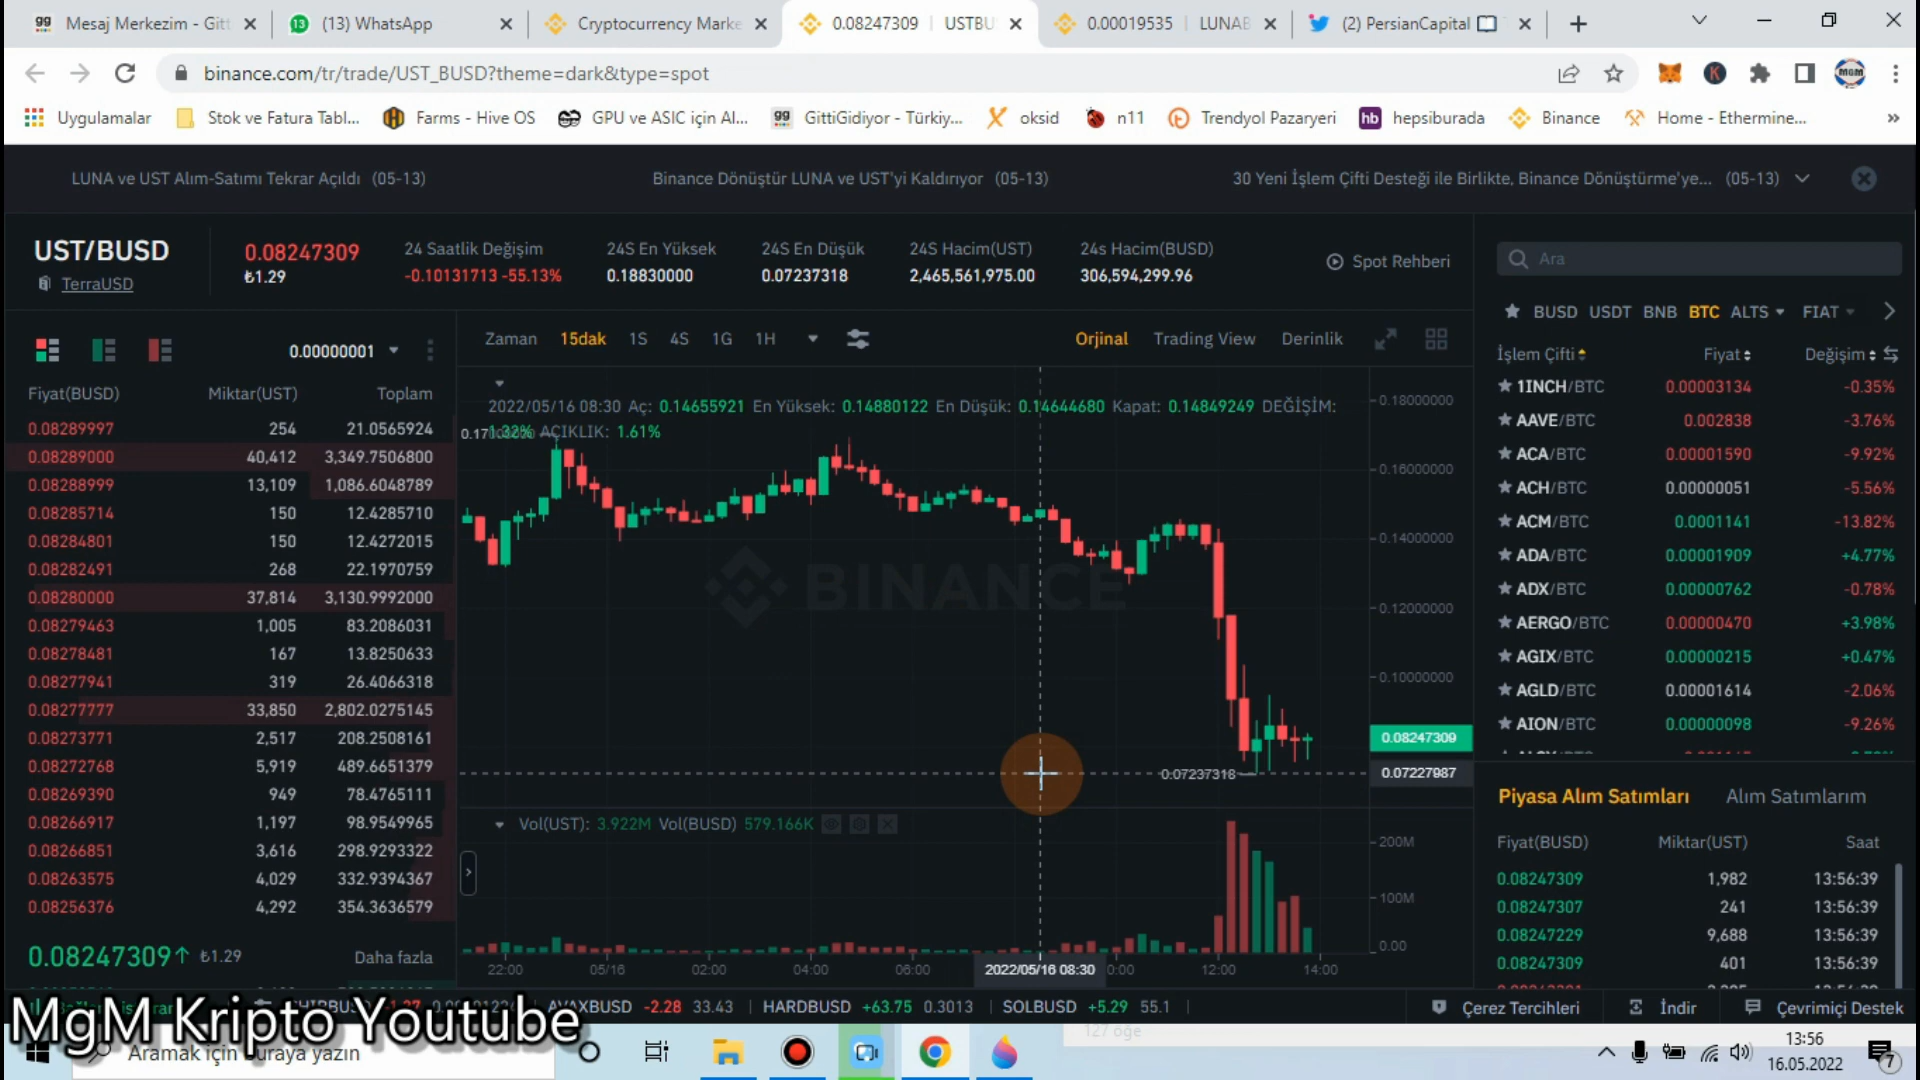 Mesaj Merkezim - Gitt
(13) WhatsApp
Cryptocurrency Marke
0.08247309 | USTBU
0.00019535 | LUNAB
(2) PersianCapital
binance.com/tr/trade/UST_BUSD?theme=dark&type=spot
Uygulamalar
Stok ve Fatura Tabl...
Farms - Hive OS
GPU ve ASIC için Al...
GittiGidiyor - Türkiy...
oksid
n11
Trendyol Pazaryeri
hepsiburada
Binance
Home - Ethermine...
LUNA ve UST Alım-Satımı Tekrar Açıldı (05-13)
Binance Dönüştür LUNA ve UST'yi Kaldırıyor (05-13)
30 Yeni İşlem Çifti Desteği ile Birlikte, Binance Dönüştürme'ye... (05-13)
UST/BUSD
TerraUSD
0.08247309
₺1.29
24 Saatlik Değişim
-0.10131713 -55.13%
24S En Yüksek
0.18830000
24S En Düşük
0.07237318
24S Hacim(UST)
2,465,561,975.00
24s Hacim(BUSD)
306,594,299.96
Spot Rehberi
0.00000001
Fiyat(BUSD) Miktar(UST) Toplam
0.08289997 254 21.0565924
0.08289000 40,412 3,349.7506800
0.08288999 13,109 1,086.6048789
0.08285714 150 12.4285710
0.08284801 150 12.4272015
0.08282491 268 22.1970759
0.08280000 37,814 3,130.9992000
0.08279463 1,005 83.2086031
0.08278481 167 13.8250633
0.08277941 319 26.4066318
0.08277777 33,850 2,802.0275145
0.08273771 2,517 208.2508161
0.08272768 5,919 489.6651379
0.08269390 949 78.4765111
0.08266917 1,197 98.9549965
0.08266851 3,616 298.9293322
0.08263575 4,029 332.9394367
0.08256376 4,292 354.3636579
0.08247309↑ ₺1.29 Daha fazla
Zaman 15dak 1S 4S 1G 1H
Orjinal Trading View Derinlik
2022/05/16 08:30 Aç: 0.14655921 En Yüksek: 0.14880122 En Düşük: 0.14644680 Kapat: 0.14849249 DEĞİŞİM:
1.32% AÇIKLIK: 1.61%
BINANCE
0.18000000
0.16000000
0.14000000
0.12000000
0.10000000
0.08247309
0.07237318
0.07227987
Vol(UST): 3.922M Vol(BUSD) 579.166K
200M
100M
0.00
22:00 05/16 02:00 04:00 06:00 2022/05/16 08:30 0:00 12:00 14:00
Ara
BUSD USDT BNB BTC ALTS FIAT
İşlem Çifti Fiyat Değişim
1INCH/BTC 0.00003134 -0.35%
AAVE/BTC 0.002838 -3.76%
ACA/BTC 0.00001590 -9.92%
ACH/BTC 0.00000051 -5.56%
ACM/BTC 0.0001141 -13.82%
ADA/BTC 0.00001909 +4.77%
ADX/BTC 0.00000762 -0.78%
AERGO/BTC 0.00000470 +3.98%
AGIX/BTC 0.00000215 +0.47%
AGLD/BTC 0.00001614 -2.06%
AION/BTC 0.00000098 -9.26%
Piyasa Alım Satımları Alım Satımlarım
Fiyat(BUSD) Miktar(UST) Saat
0.08247309 1,982 13:56:39
0.08247307 241 13:56:39
0.08247229 9,688 13:56:39
0.08247309 401 13:56:39
AVAXBUSD -2.28 33.43 | HARDBUSD +63.75 0.3013 | SOLBUSD +5.29 55.1
Çerez Tercihleri
İndir
Çevrimiçi Destek
MgM Kripto Youtube
127 öğe
Aramak için buraya yazın
13:56
16.05.2022
7